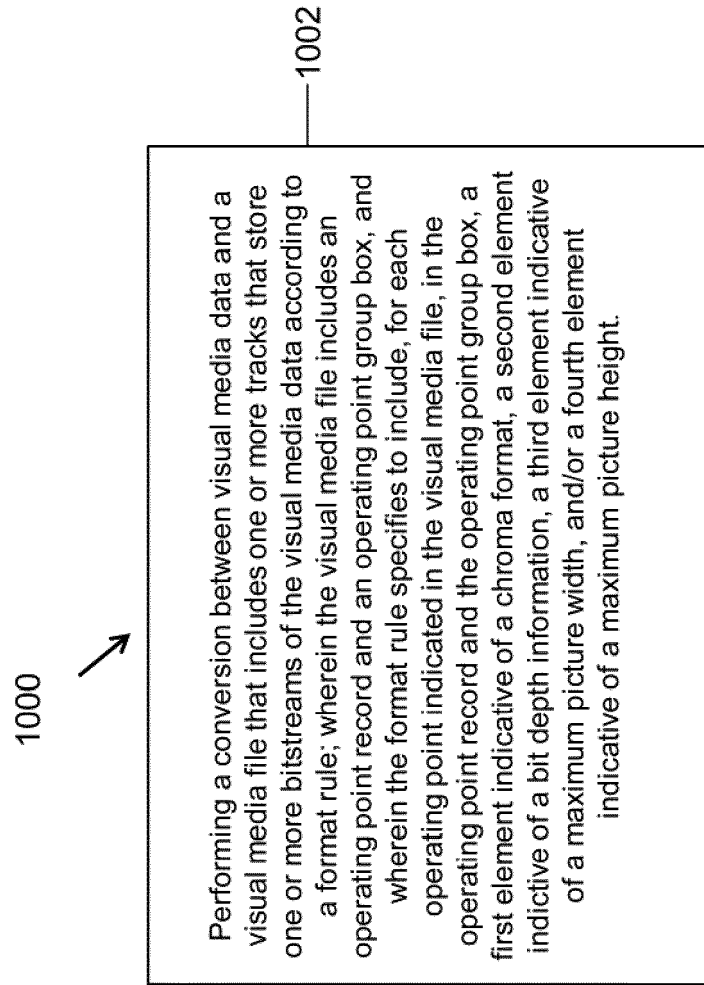 1000
1002
Performing a conversion between visual media data and a
visual media file that includes one or more tracks that store
one or more bitstreams of the visual media data according to
a format rule; wherein the visual media file includes an
operating point record and an operating point group box, and
wherein the format rule specifies to include, for each
operating point indicated in the visual media file, in the
operating point record and the operating point group box, a
first element indicative of a chroma format, a second element
indictive of a bit depth information, a third element indicative
of a maximum picture width, and/or a fourth element
indicative of a maximum picture height.